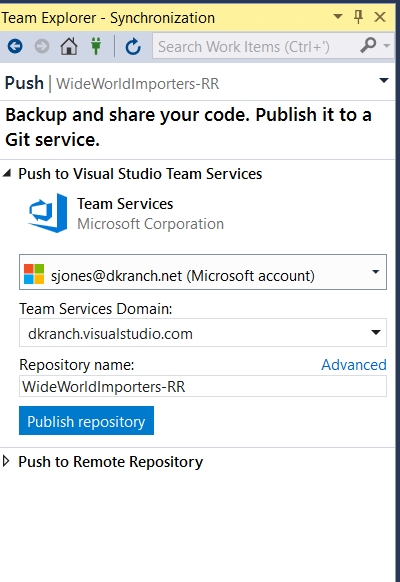 Team Explorer - Synchronization
Search Work Items (Ctrl+')
Push | WideWorldImporters-RR
Backup and share your code. Publish it to a
Git service.
Push to Visual Studio Team Services
Team Services
Microsoft Corporation
sjones@dkranch.net (Microsoft account)
Team Services Domain:
dkranch.visualstudio.com
Repository name: Advanced
WideWorldImporters-RR
Publish repository
Push to Remote Repository